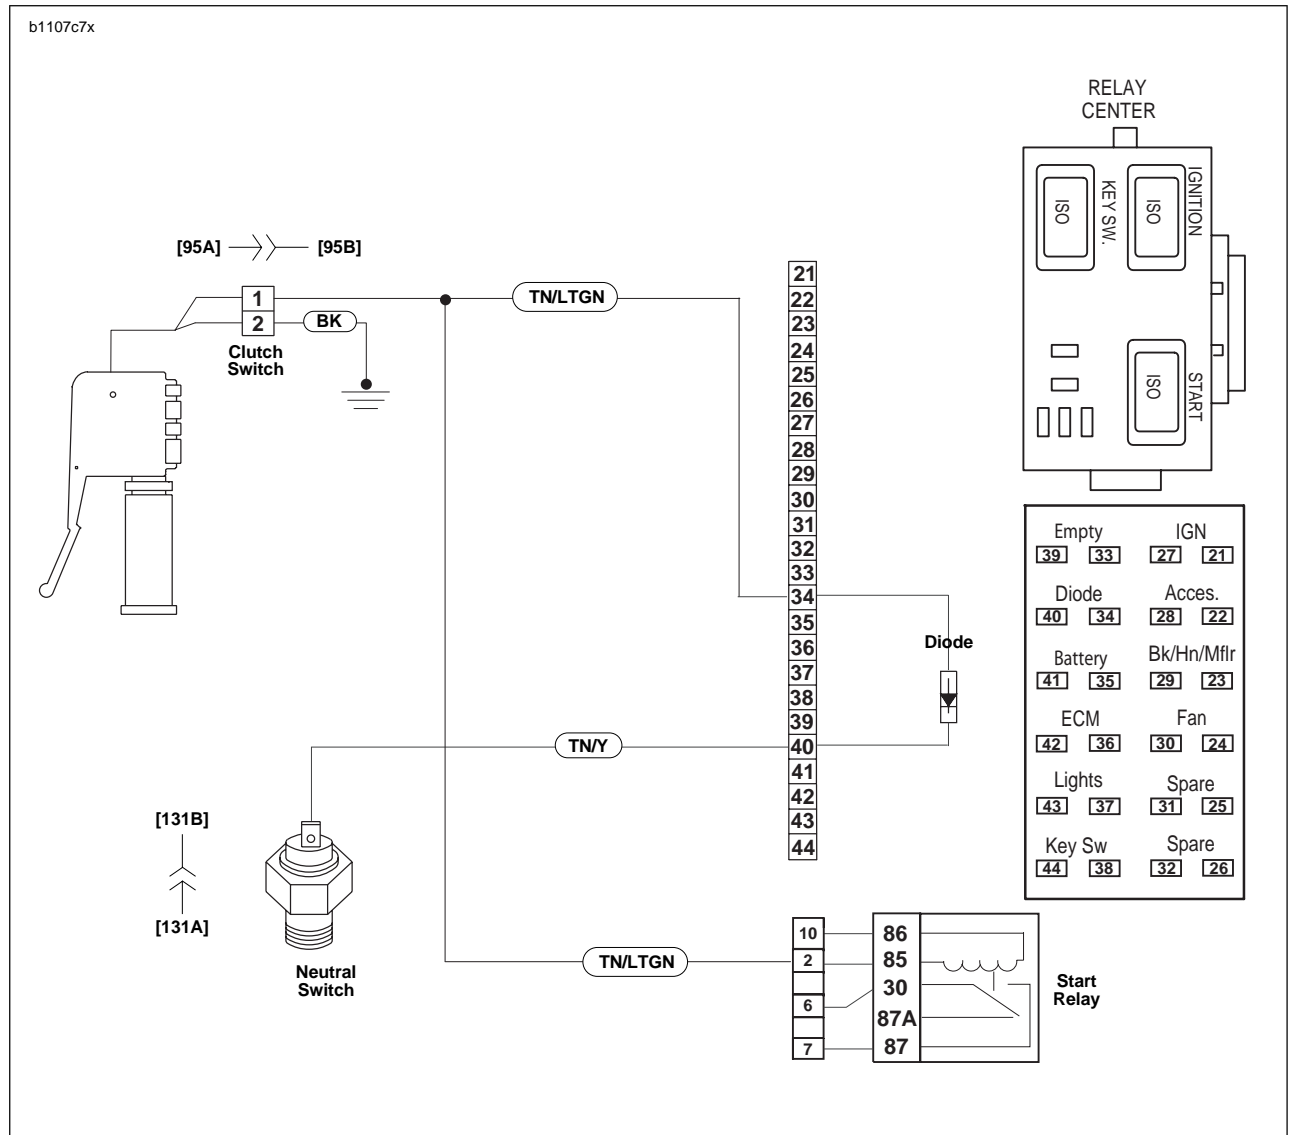 b1107c7x
RELAY
CENTER
KEY SW.
IGNITION
ISO
ISO
START
ISO
[95A]
[95B]
1
2
TN/LTGN
BK
Clutch
Switch
21
22
23
24
25
26
27
28
29
30
31
32
33
34
35
36
37
38
39
40
41
42
43
44
Diode
TN/Y
[131B]
[131A]
Neutral
Switch
TN/LTGN
10
2
6
7
86
85
30
87A
87
Start
Relay
Empty IGN
39 33 27 21
Diode Acces.
40 34 28 22
Battery Bk/Hn/Mflr
41 35 29 23
ECM Fan
42 36 30 24
Lights Spare
43 37 31 25
Key Sw Spare
44 38 32 26